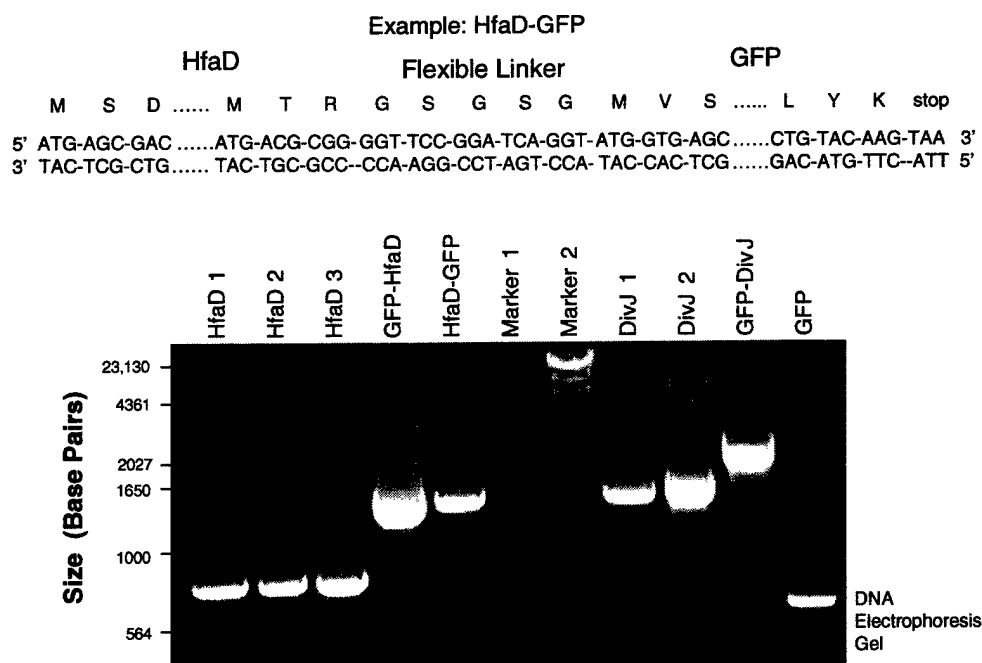 Example: HfaD-GFP
HfaD
Flexible Linker
GFP
M S D ...... M T R G S G S G M V S ...... L Y K stop
5' ATG-AGC-GAC ...... ATG-ACG-CGG-GGT-TCC-GGA-TCA-GGT-ATG-GTG-AGC ......CTG-TAC-AAG-TAA 3'
3' TAC-TCG-CTG ...... TAC-TGC-GCC--CCA-AGG-CCT-AGT-CCA-TAC-CAC-TCG ......GAC-ATG-TTC--ATT 5'
HfaD 1
HfaD 2
HfaD 3
GFP-HfaD
HfaD-GFP
Marker 1
Marker 2
DivJ 1
DivJ 2
GFP-DivJ
GFP
Size (Base Pairs)
23,130
4361
2027
1650
1000
564
DNA
Electrophoresis
Gel